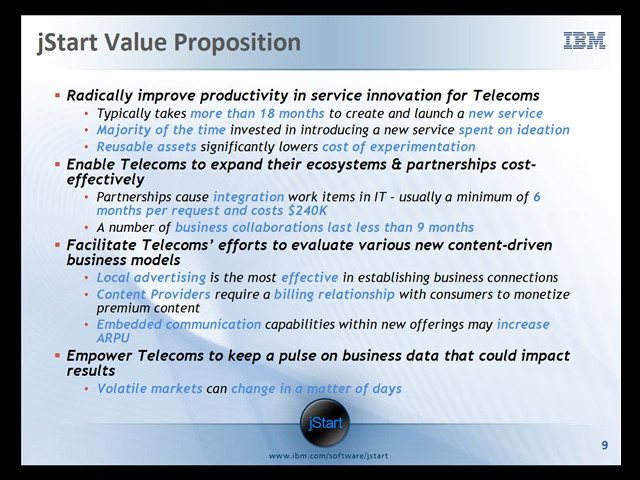 jStart Value Proposition
IBM
▪ Radically improve productivity in service innovation for Telecoms
• Typically takes more than 18 months to create and launch a new service
• Majority of the time invested in introducing a new service spent on ideation
• Reusable assets significantly lowers cost of experimentation
▪ Enable Telecoms to expand their ecosystems & partnerships cost-
effectively
• Partnerships cause integration work items in IT – usually a minimum of 6
months per request and costs $240K
• A number of business collaborations last less than 9 months
▪ Facilitate Telecoms’ efforts to evaluate various new content-driven
business models
• Local advertising is the most effective in establishing business connections
• Content Providers require a billing relationship with consumers to monetize
premium content
• Embedded communication capabilities within new offerings may increase
ARPU
▪ Empower Telecoms to keep a pulse on business data that could impact
results
• Volatile markets can change in a matter of days
jStart
www.ibm.com/software/jstart
9